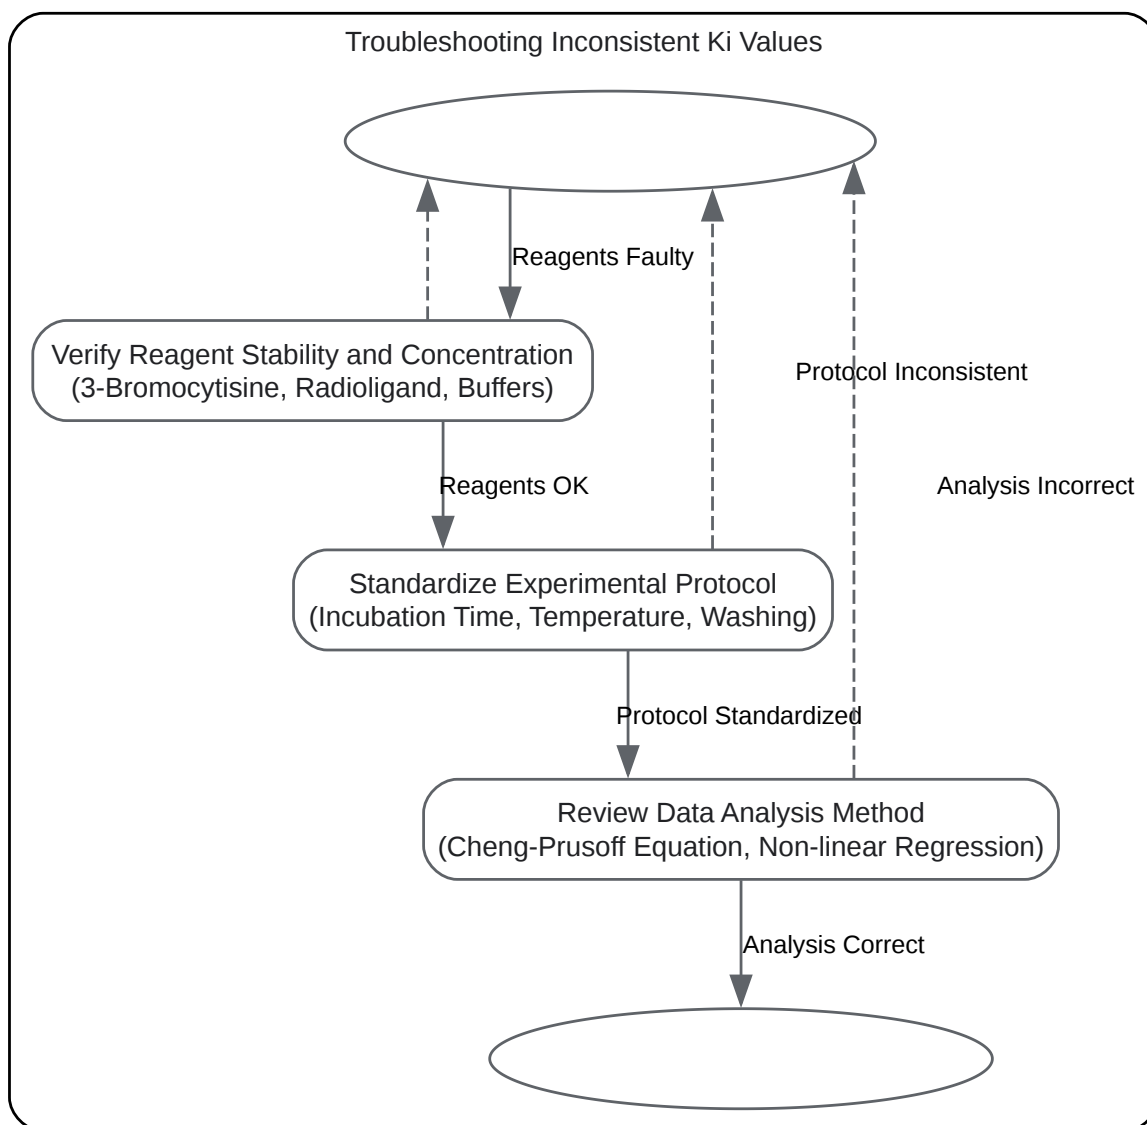 Troubleshooting Inconsistent Ki Values
Reagents Faulty
Verify Reagent Stability and Concentration
(3-Bromocytisine, Radioligand, Buffers)
Protocol Inconsistent
Reagents OK
Analysis Incorrect
Standardize Experimental Protocol
(Incubation Time, Temperature, Washing)
Protocol Standardized
Review Data Analysis Method
(Cheng-Prusoff Equation, Non-linear Regression)
Analysis Correct